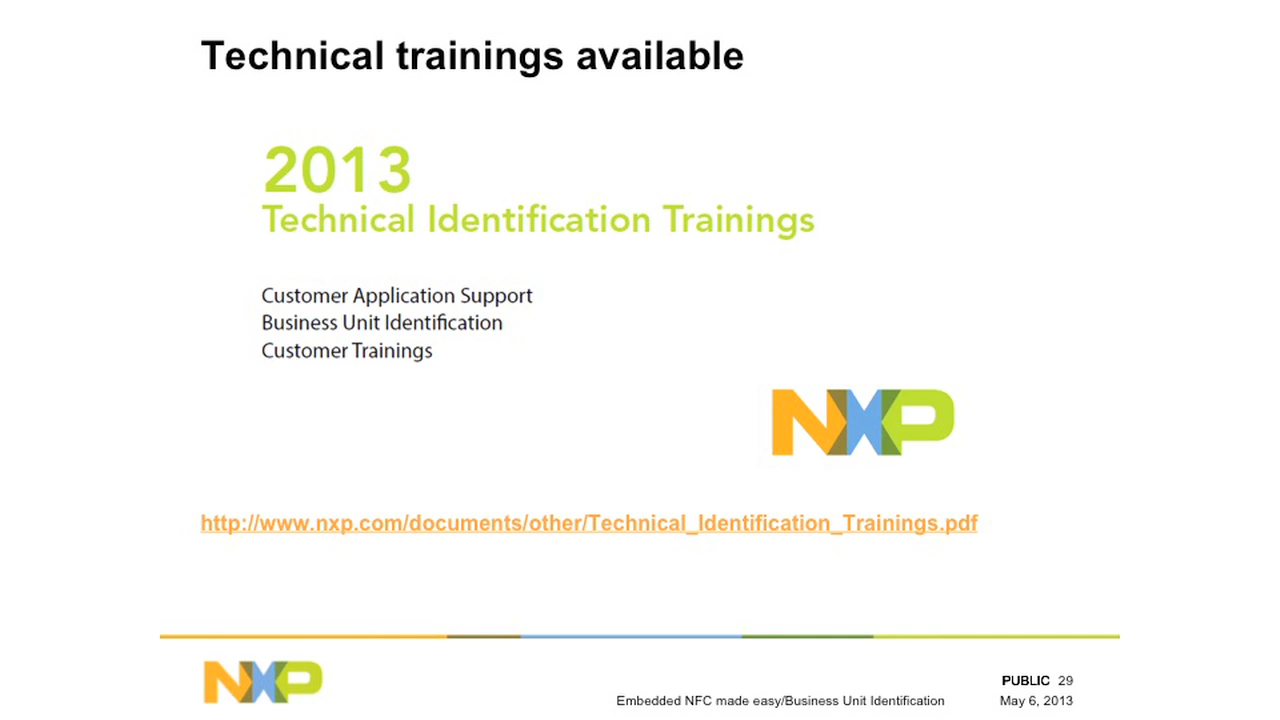 Technical trainings available
2013
Technical Identification Trainings
Customer Application Support
Business Unit Identification
Customer Trainings
NXP
http://www.nxp.com/documents/other/Technical_Identification_Trainings.pdf
NXP
PUBLIC 29
Embedded NFC made easy/Business Unit Identification May 6, 2013